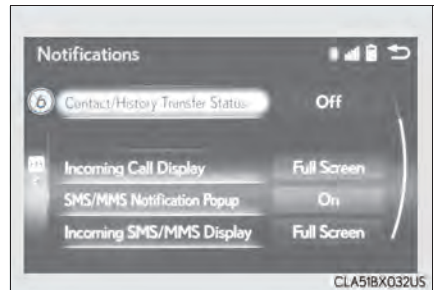 Notifications
6 Contact/History Transfer Status Off
Incoming Call Display Full Screen
SMS/MMS Notification Popup On
Incoming SMS/MMS Display Full Screen
CLA51BX032US